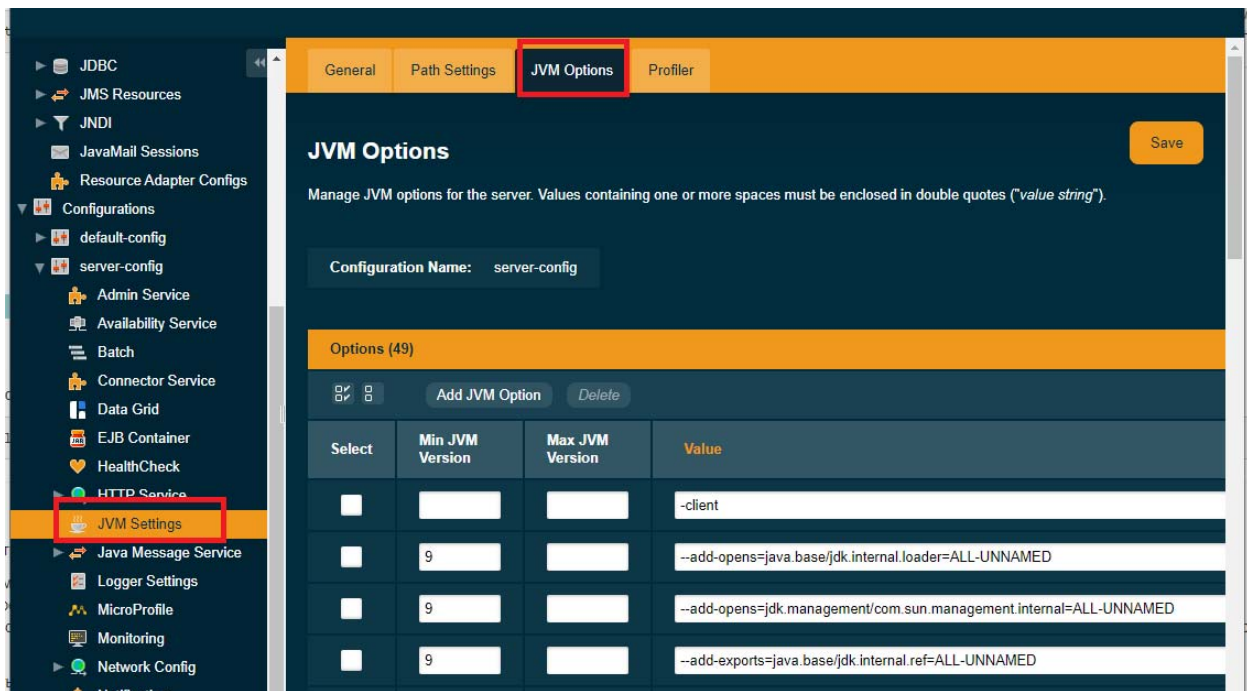 JDBC
JMS Resources
JNDI
JavaMail Sessions
Resource Adapter Configs
Configurations
default-config
server-config
Admin Service
Availability Service
Batch
Connector Service
Data Grid
EJB Container
HealthCheck
HTTP Service
JVM Settings
Java Message Service
Logger Settings
MicroProfile
Monitoring
Network Config
General Path Settings JVM Options Profiler
JVM Options
Save
Manage JVM options for the server. Values containing one or more spaces must be enclosed in double quotes ("value string").
Configuration Name: server-config
Options (49)
Add JVM Option Delete
Select Min JVM Version Max JVM Version Value
-client
9 --add-opens=java.base/jdk.internal.loader=ALL-UNNAMED
9 --add-opens=jdk.management/com.sun.management.internal=ALL-UNNAMED
9 --add-exports=java.base/jdk.internal.ref=ALL-UNNAMED